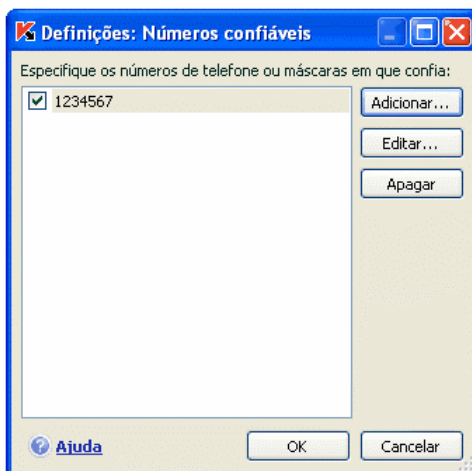 Definições: Números confiáveis
Especifique os números de telefone ou máscaras em que confia:
1234567
Adicionar...
Editar...
Apagar
Ajuda
OK
Cancelar